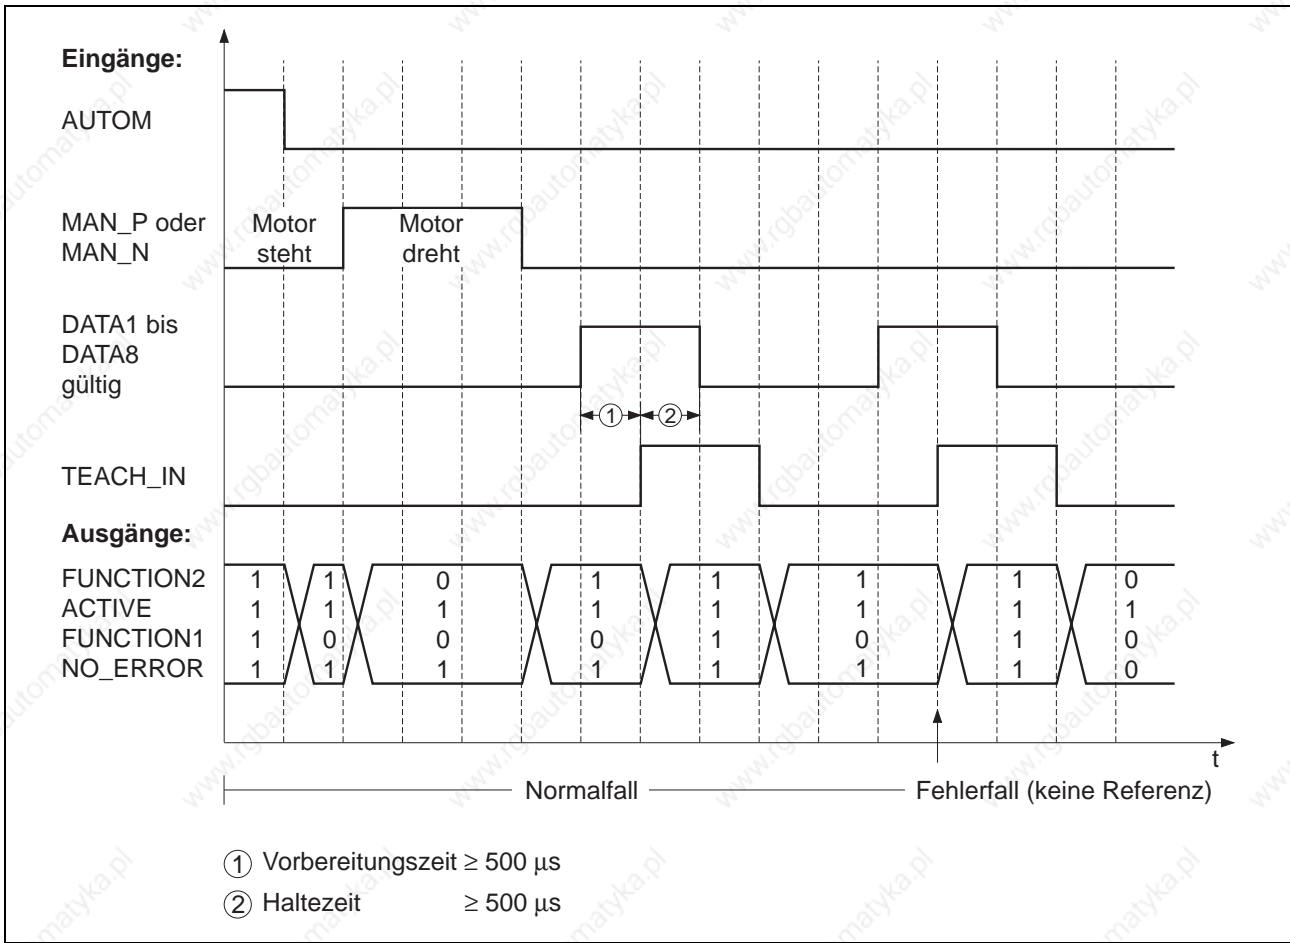 Eingänge:
AUTOM
MAN_P oder
MAN_N
Motor
steht
Motor
dreht
DATA1 bis
DATA8
gültig
1 2
TEACH_IN
Ausgänge:
FUNCTION2 1 1 0 1 1 1 1 0
ACTIVE 1 1 1 1 1 1 1 1
FUNCTION1 1 0 0 0 1 0 1 0
NO_ERROR 1 1 1 1 1 1 1 0
t
Normalfall Fehlerfall (keine Referenz)
1 Vorbereitungszeit ≥ 500 μs
2 Haltezeit ≥ 500 μs
www.rgbautomatyka.pl